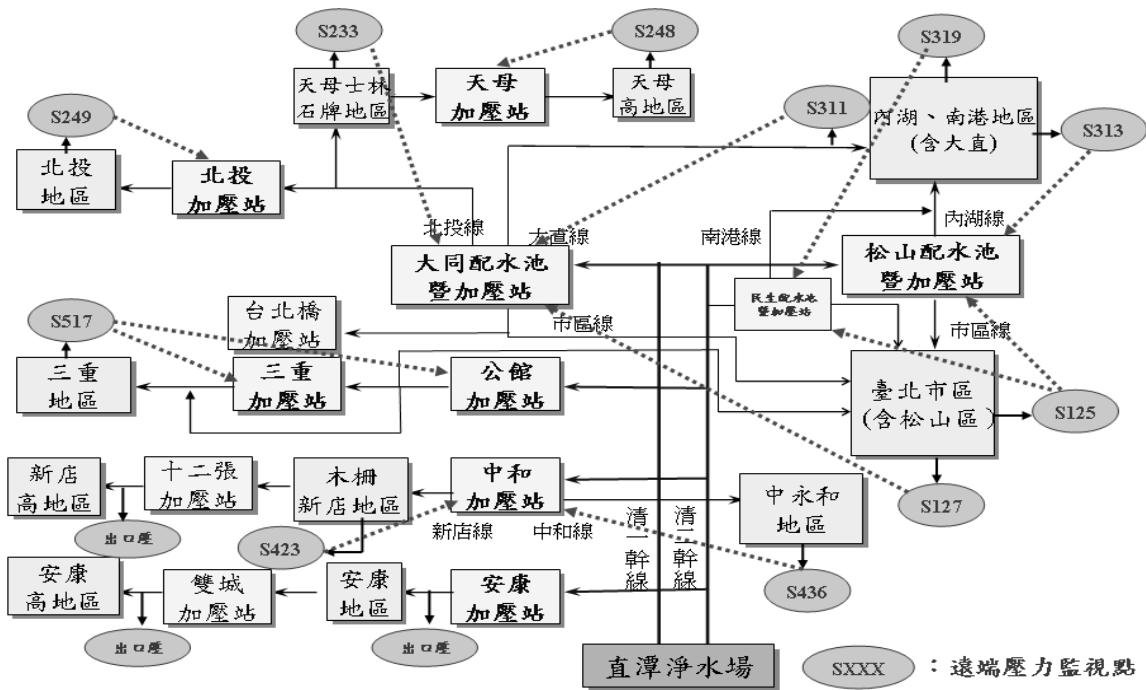 S233
S248
S319
天母士林
石牌地區
天母
加壓站
天母
高地區
S249
S311
內湖、南港地區
(含大直)
S313
北投
地區
北投
加壓站
北投線
大直線
南港線
內湖線
大同配水池
暨加壓站
松山配水池
暨加壓站
民生配水池
暨加壓站
S517
台北橋
加壓站
市區線
市區線
三重
地區
三重
加壓站
公館
加壓站
臺北市區
(含松山區)
S125
新店
高地區
十二張
加壓站
木柵
新店地區
中和
加壓站
中永和
地區
S127
出口壓
S423
新店線
中和線
清一幹線
清二幹線
S436
安康
高地區
雙城
加壓站
安康
地區
安康
加壓站
出口壓
出口壓
直潭淨水場
SXXX
：遠端壓力監視點